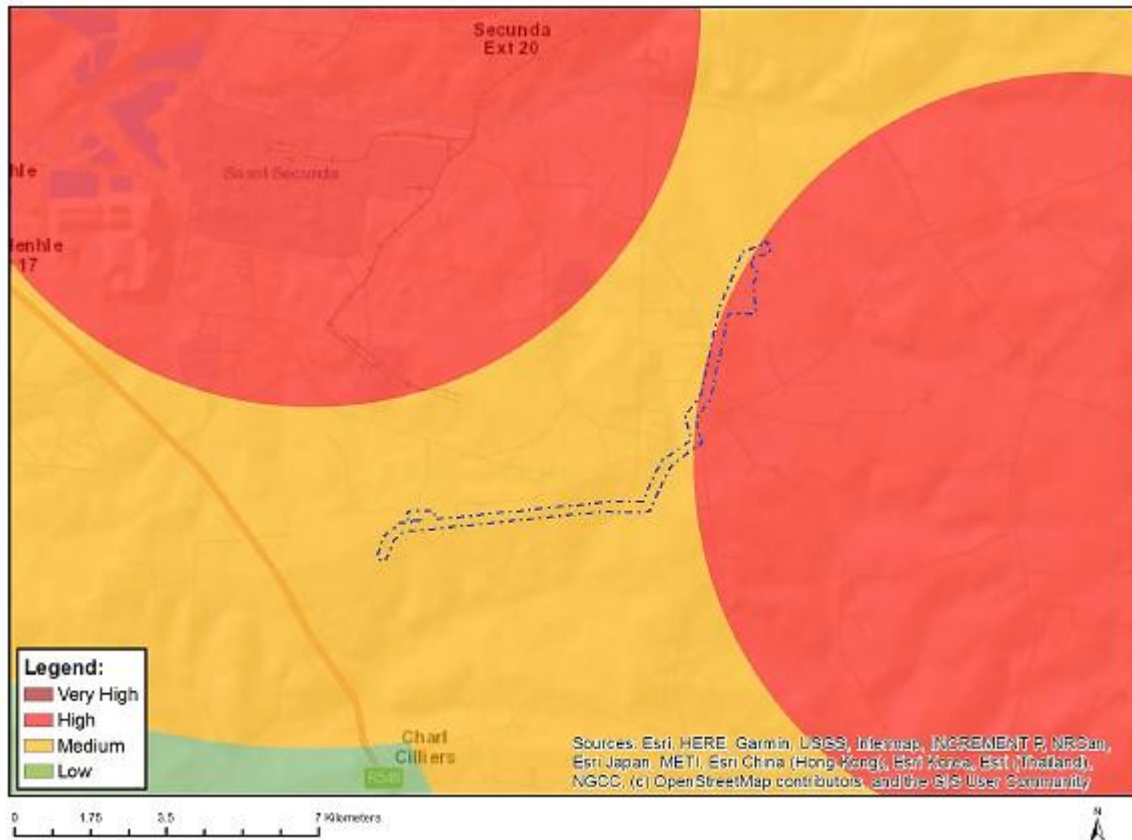 Secunda
Ext 20
hle
Sasol Secunda
enhle
17
Legend:
Very High
High
Medium
Low
Charl
Cilliers
Sources: Esri, HERE, Garmin, USGS, Intermap, INCREMENT P, NRCan,
Esri Japan, METI, Esri China (Hong Kong), Esri Korea, Esri (Thailand),
NGCC, (c) OpenStreetMap contributors, and the GIS User Community
0 1.75 3.5 7 Kilometers
N